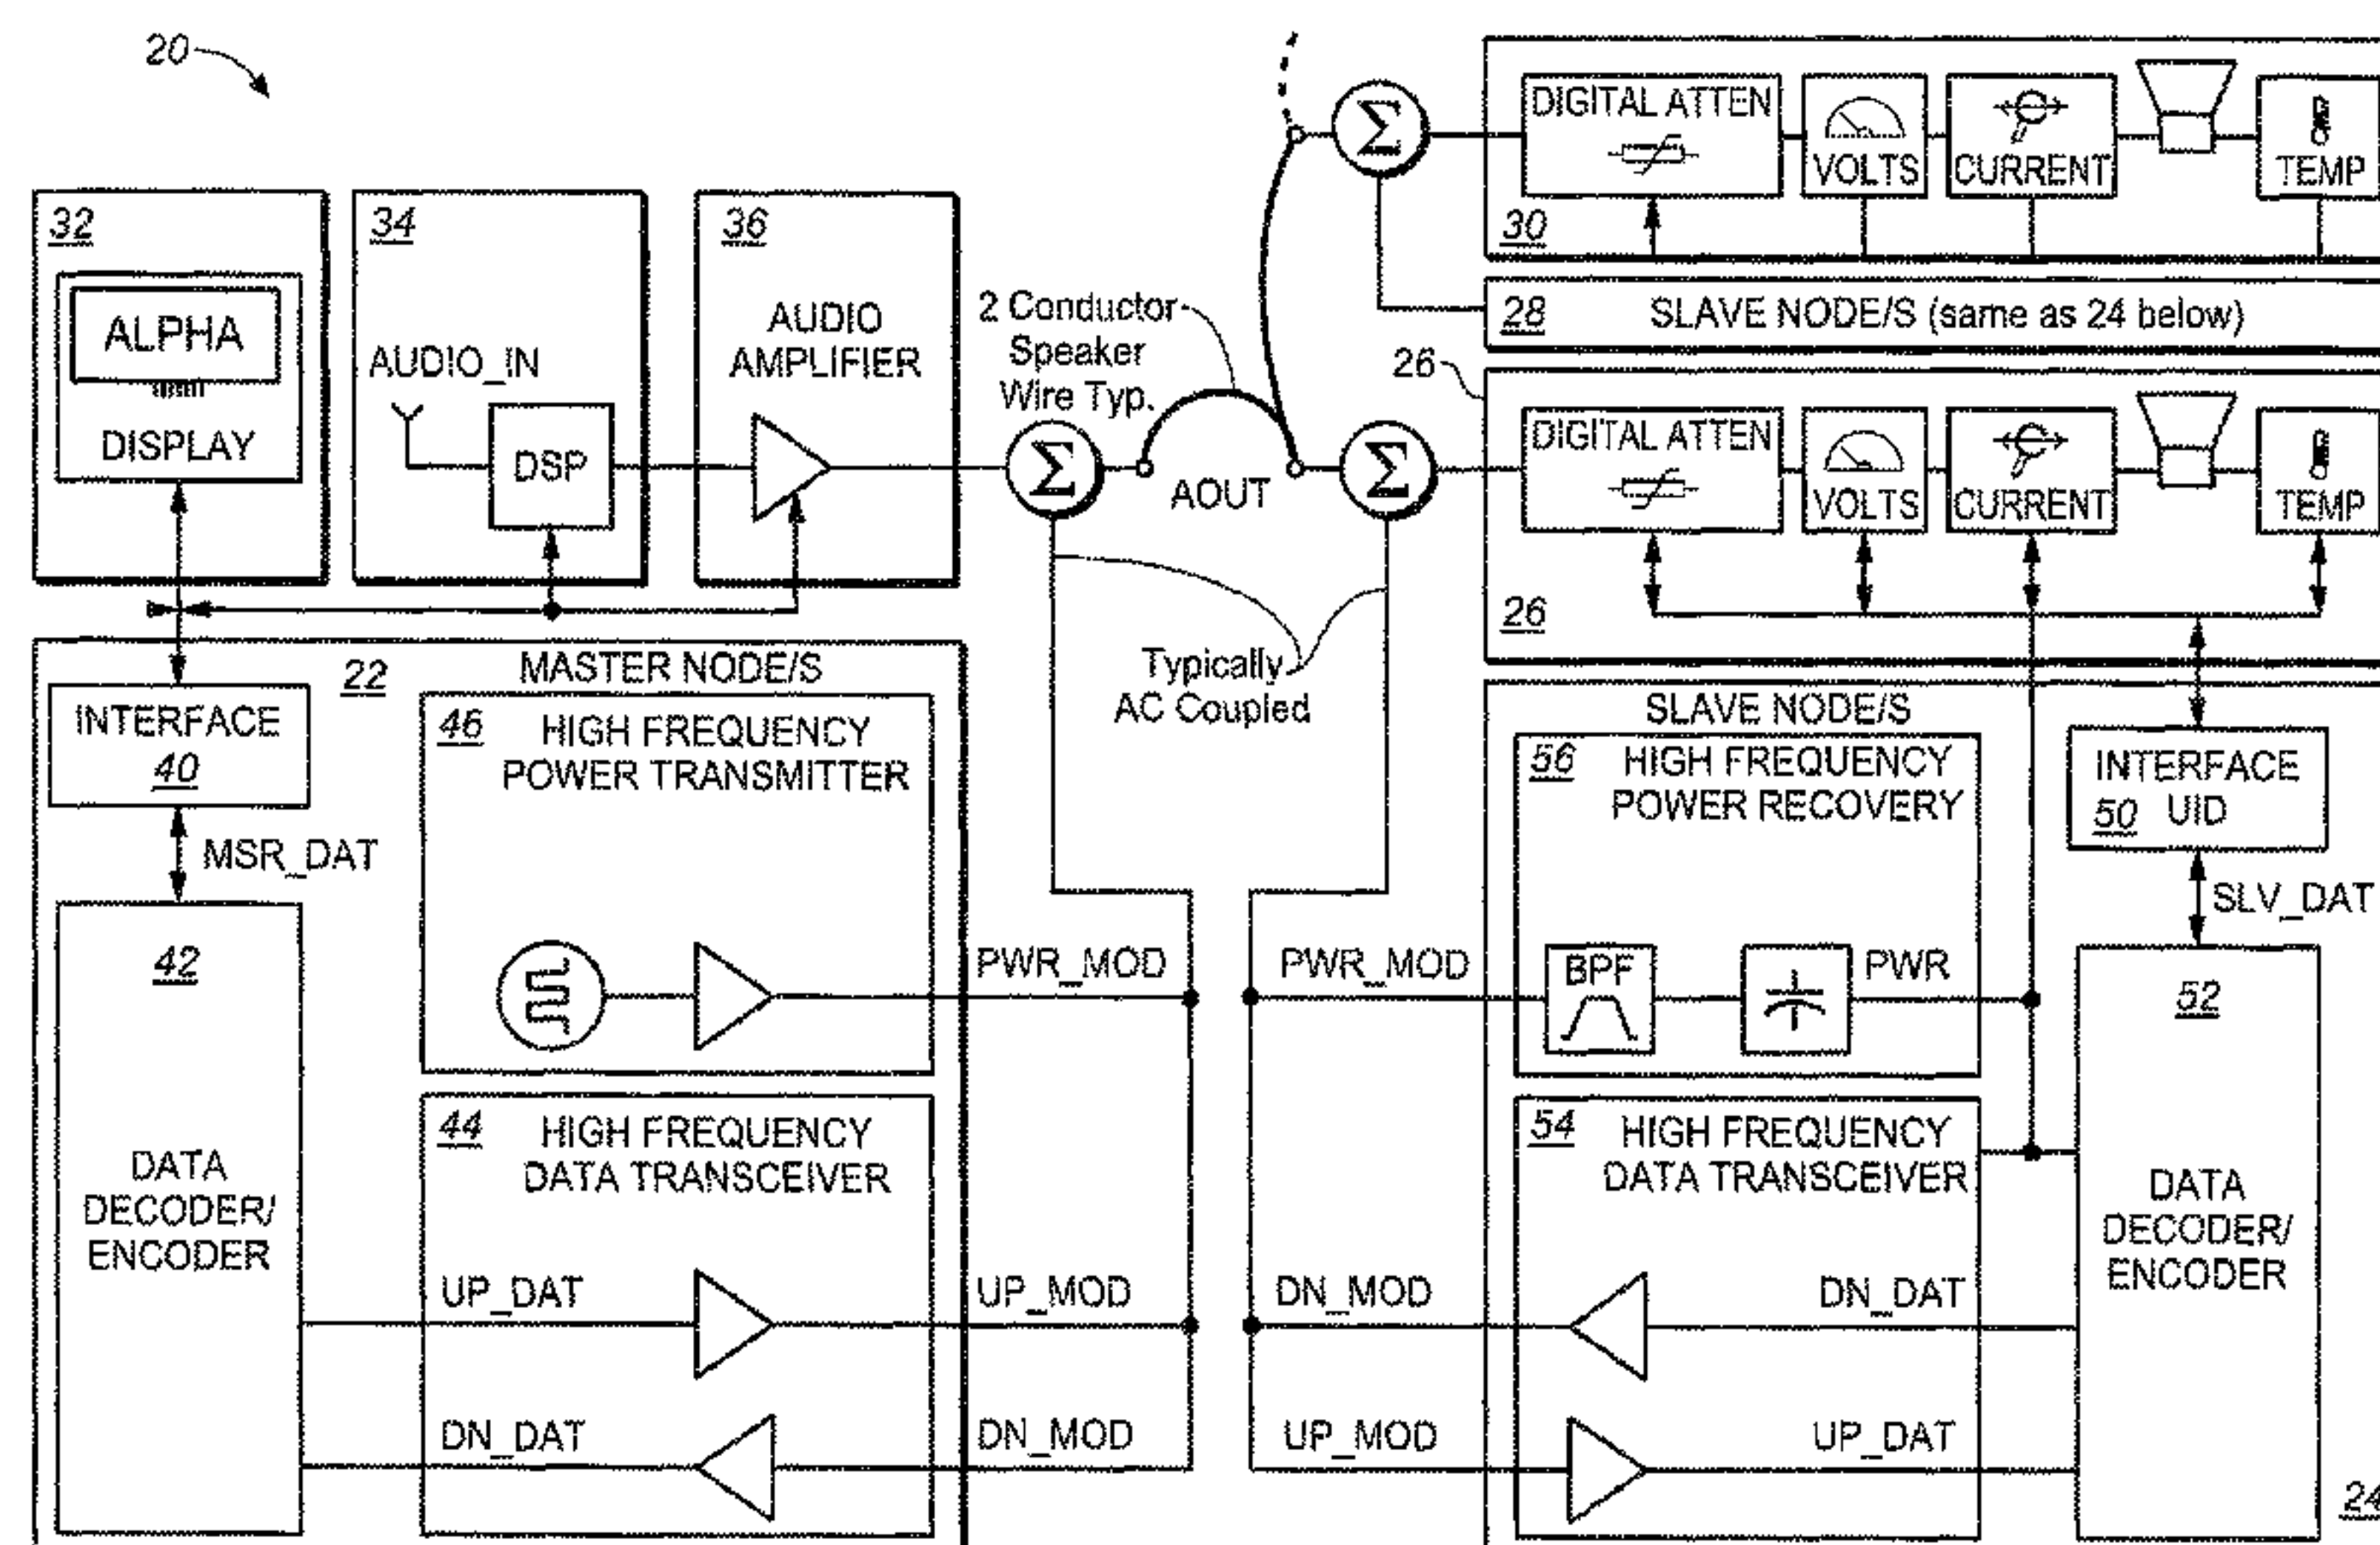 20
32
ALPHA
DISPLAY
34
AUDIO_IN
DSP
36
AUDIO
AMPLIFIER
2 Conductor
Speaker
Wire Typ.
Σ
AOUT
Σ
Σ
DIGITAL ATTEN
VOLTS
CURRENT
TEMP
30
28 SLAVE NODE/S (same as 24 below)
26
DIGITAL ATTEN
VOLTS
CURRENT
TEMP
26
Typically
AC Coupled
22
MASTER NODE/S
INTERFACE
40
MSR_DAT
42
DATA
DECODER/
ENCODER
46 HIGH FREQUENCY
POWER TRANSMITTER
PWR_MOD
44 HIGH FREQUENCY
DATA TRANSCEIVER
UP_DAT
UP_MOD
DN_DAT
DN_MOD
SLAVE NODE/S
56 HIGH FREQUENCY
POWER RECOVERY
PWR_MOD
BPF
PWR
INTERFACE
50 UID
SLV_DAT
52
DATA
DECODER/
ENCODER
54 HIGH FREQUENCY
DATA TRANSCEIVER
DN_MOD
DN_DAT
UP_MOD
UP_DAT
24